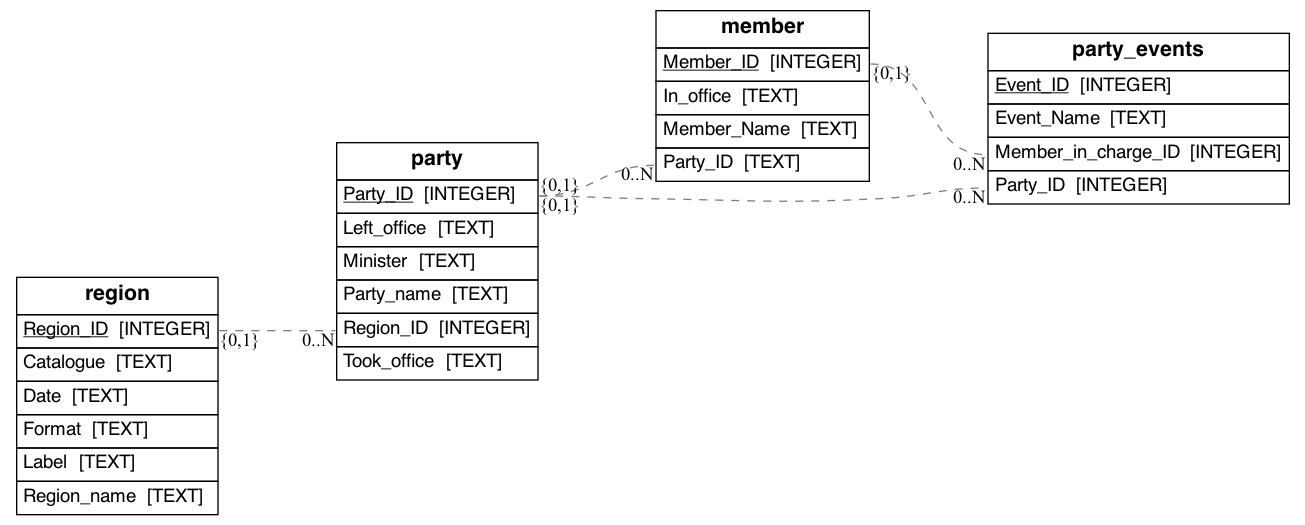 region
Region_ID [INTEGER]
Catalogue [TEXT]
Date [TEXT]
Format [TEXT]
Label [TEXT]
Region_name [TEXT]
{0,1}
0..N
party
Party_ID [INTEGER]
Left_office [TEXT]
Minister [TEXT]
Party_name [TEXT]
Region_ID [INTEGER]
Took_office [TEXT]
{0,1}
{0,1}
0..N
member
Member_ID [INTEGER]
In_office [TEXT]
Member_Name [TEXT]
Party_ID [TEXT]
{0,1}
0..N
0..N
party_events
Event_ID [INTEGER]
Event_Name [TEXT]
Member_in_charge_ID [INTEGER]
Party_ID [INTEGER]